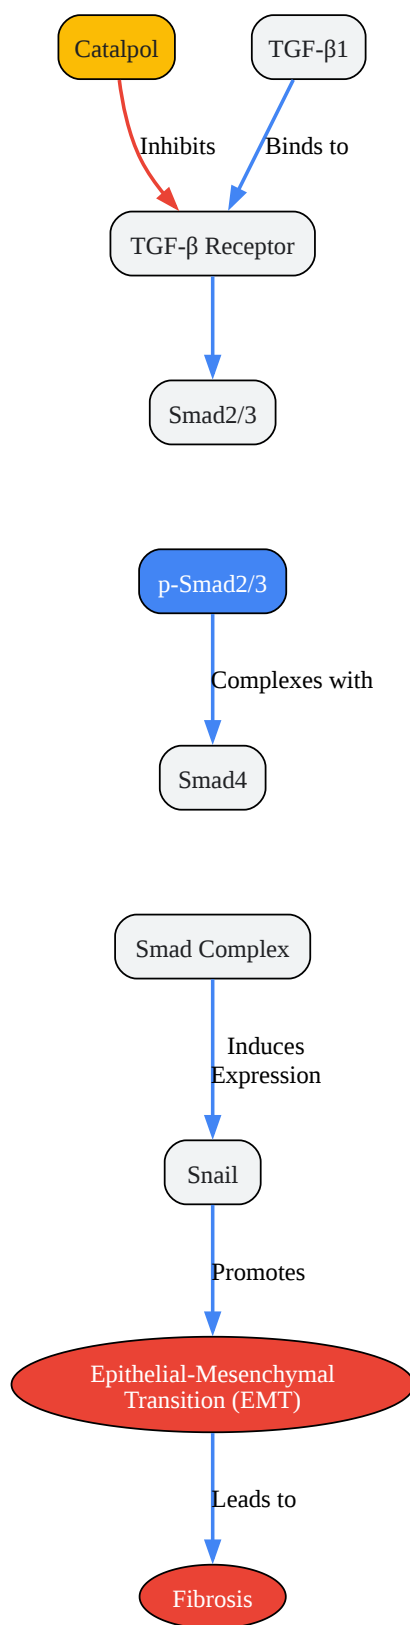 Catalpol
TGF-β1
Inhibits
Binds to
TGF-β Receptor
Smad2/3
p-Smad2/3
Complexes with
Smad4
Smad Complex
Induces
Expression
Snail
Promotes
Epithelial-Mesenchymal
Transition (EMT)
Leads to
Fibrosis